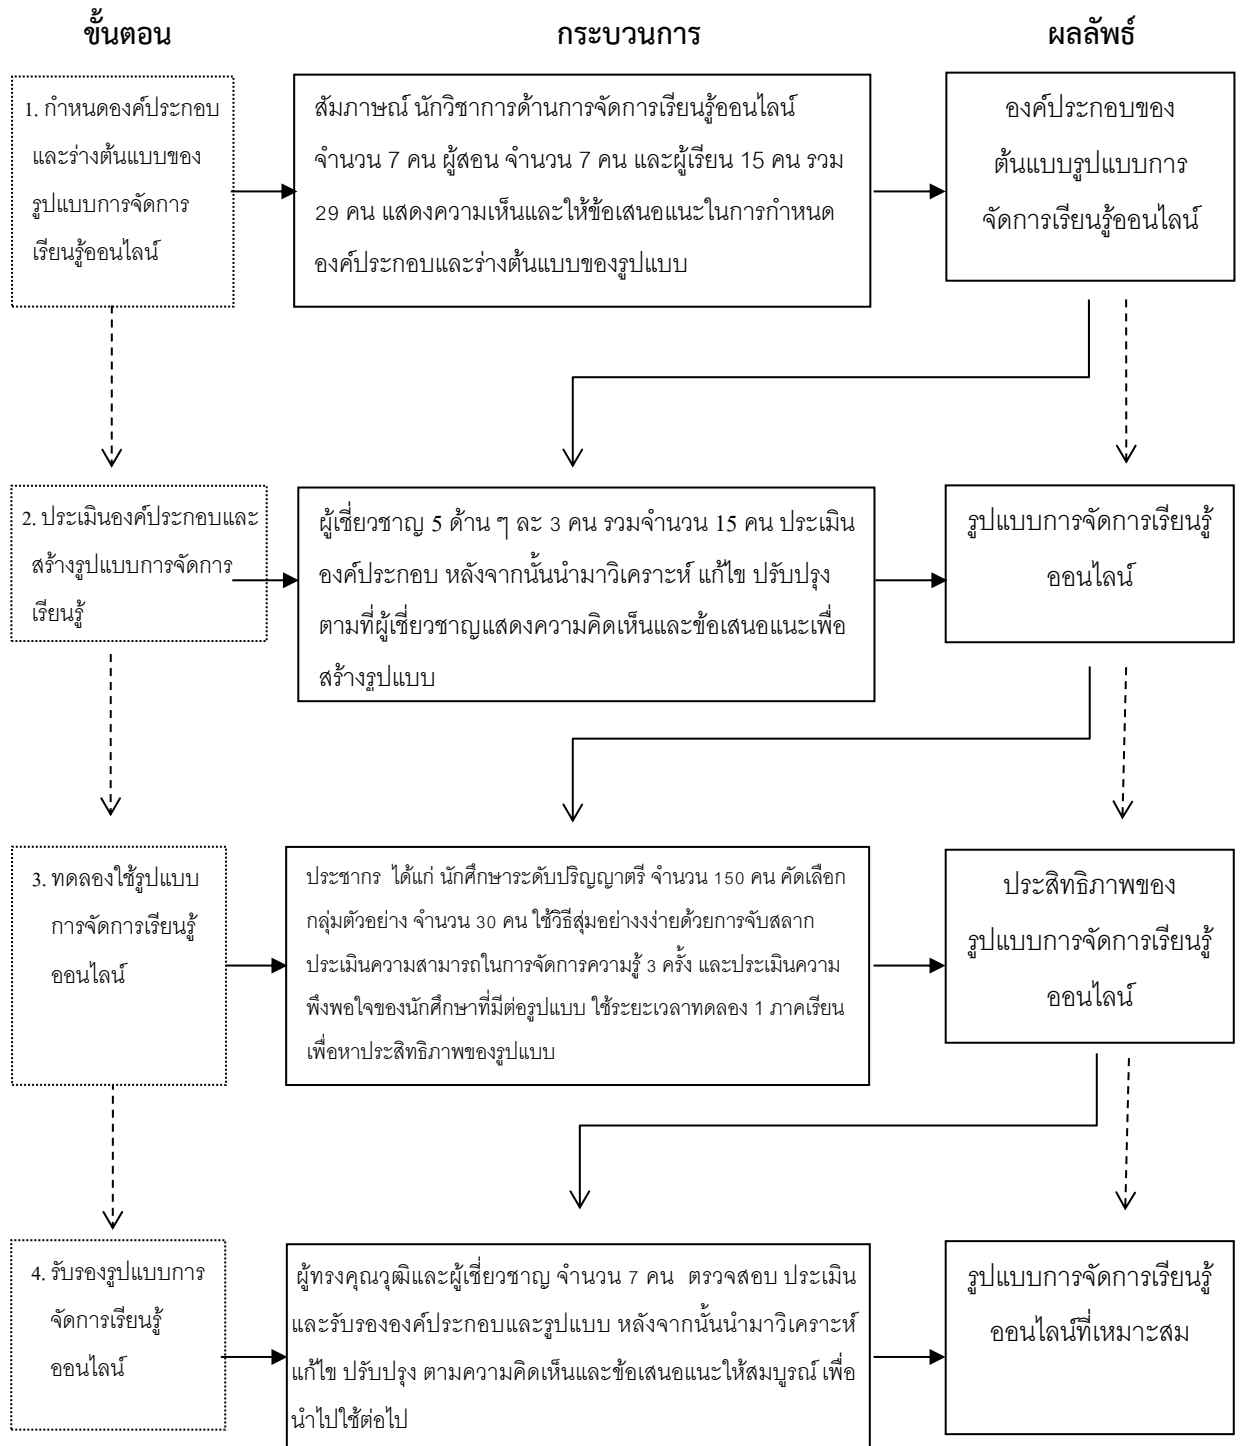 ขั้นตอน
กระบวนการ
ผลลัพธ์
1. กำหนดองค์ประกอบ
และร่างต้นแบบของ
รูปแบบการจัดการ
เรียนรู้ออนไลน์
สัมภาษณ์ นักวิชาการด้านการจัดการเรียนรู้ออนไลน์
จำนวน 7 คน ผู้สอน จำนวน 7 คน และผู้เรียน 15 คน รวม
29 คน แสดงความเห็นและให้ข้อเสนอแนะในการกำหนด
องค์ประกอบและร่างต้นแบบของรูปแบบ
องค์ประกอบของ
ต้นแบบรูปแบบการ
จัดการเรียนรู้ออนไลน์
2. ประเมินองค์ประกอบและ
สร้างรูปแบบการจัดการ
เรียนรู้
ผู้เชี่ยวชาญ 5 ด้าน ๆ ละ 3 คน รวมจำนวน 15 คน ประเมิน
องค์ประกอบ หลังจากนั้นนำมาวิเคราะห์ แก้ไข ปรับปรุง
ตามที่ผู้เชี่ยวชาญแสดงความคิดเห็นและข้อเสนอแนะเพื่อ
สร้างรูปแบบ
รูปแบบการจัดการเรียนรู้
ออนไลน์
3. ทดลองใช้รูปแบบ
การจัดการเรียนรู้
ออนไลน์
ประชากร ได้แก่ นักศึกษาระดับปริญญาตรี จำนวน 150 คน คัดเลือก
กลุ่มตัวอย่าง จำนวน 30 คน ใช้วิธีสุ่มอย่างงง่ายด้วยการจับสลาก
ประเมินความสามารถในการจัดการความรู้ 3 ครั้ง และประเมินความ
พึงพอใจของนักศึกษาที่มีต่อรูปแบบ ใช้ระยะเวลาทดลอง 1 ภาคเรียน
เพื่อหาประสิทธิภาพของรูปแบบ
ประสิทธิภาพของ
รูปแบบการจัดการเรียนรู้
ออนไลน์
4. รับรองรูปแบบการ
จัดการเรียนรู้
ออนไลน์
ผู้ทรงคุณวุฒิและผู้เชี่ยวชาญ จำนวน 7 คน ตรวจสอบ ประเมิน
และรับรององค์ประกอบและรูปแบบ หลังจากนั้นนำมาวิเคราะห์
แก้ไข ปรับปรุง ตามความคิดเห็นและข้อเสนอแนะให้สมบูรณ์ เพื่อ
นำไปใช้ต่อไป
รูปแบบการจัดการเรียนรู้
ออนไลน์ที่เหมาะสม